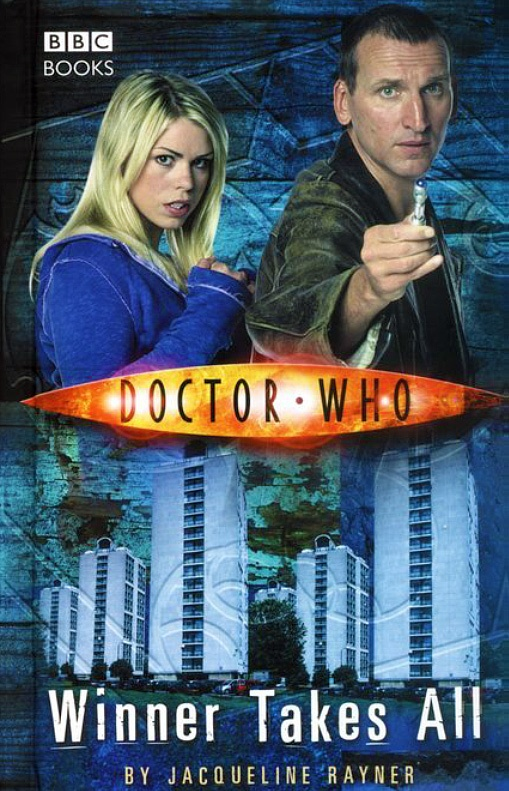 BBC
BOOKS
DOCTOR • WHO
Winner Takes All
BY JACQUELINE RAYNER